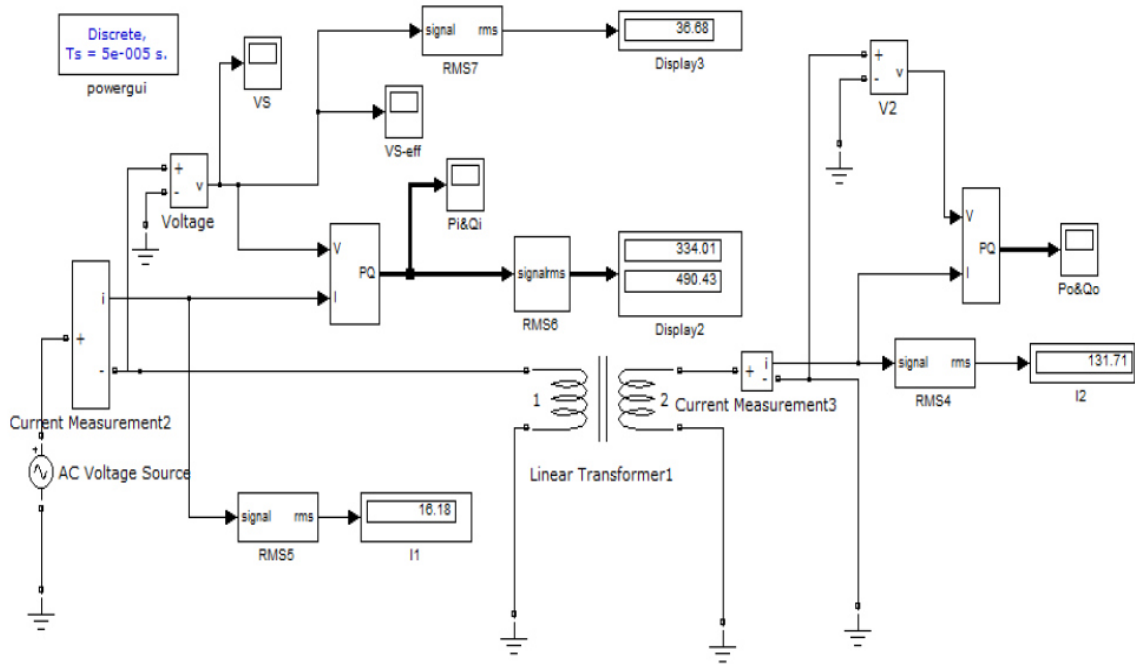 Discrete,
Ts = 5e-005 s.
powergui
VS
signal rms
RMS7
36.68
Display3
VS-eff
+
-
v
Voltage
+
-
v
V2
Pi&Qi
V
I
PQ
signalrms
RMS6
334.01
490.43
Display2
V
I
PQ
Po&Qo
+
i
-
Current Measurement2
+
AC Voltage Source
1
2
Linear Transformer1
+
i
-
Current Measurement3
signal rms
RMS4
131.71
I2
signal rms
RMS5
16.18
I1